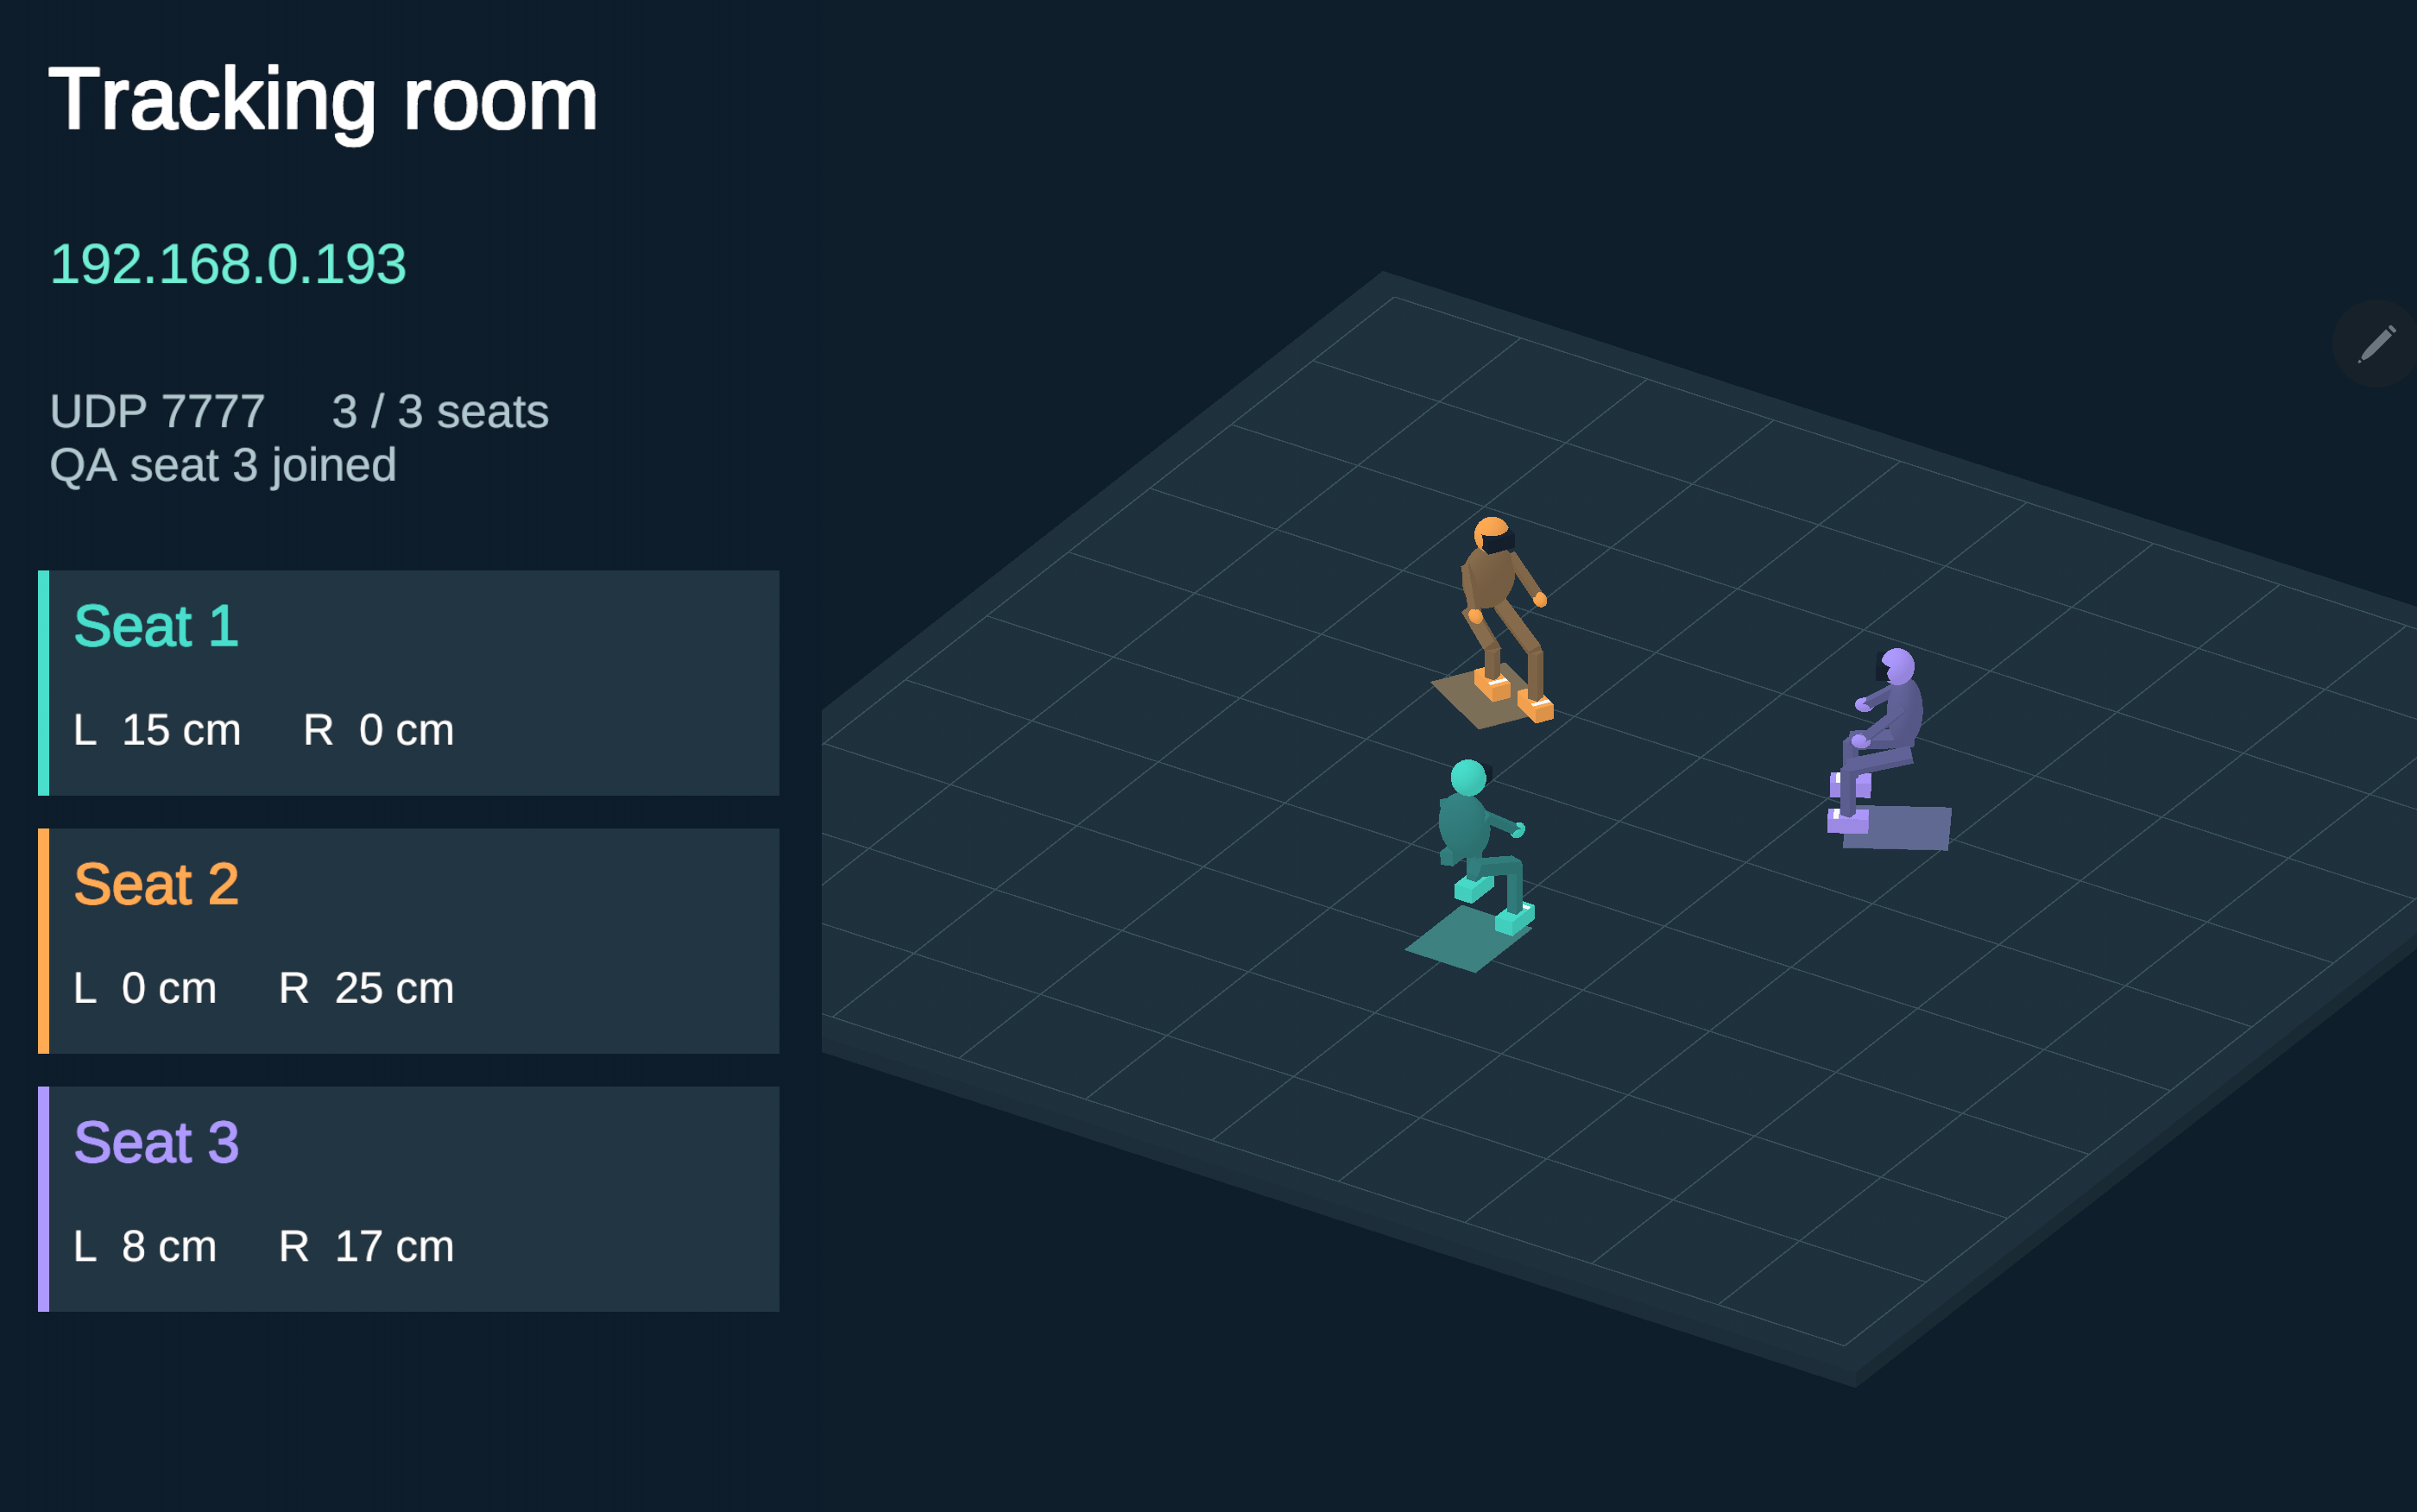 Tracking room
192.168.0.193
UDP 7777 3 / 3 seats
QA seat 3 joined
Seat 1
L 15 cm R 0 cm
Seat 2
L 0 cm R 25 cm
Seat 3
L 8 cm R 17 cm